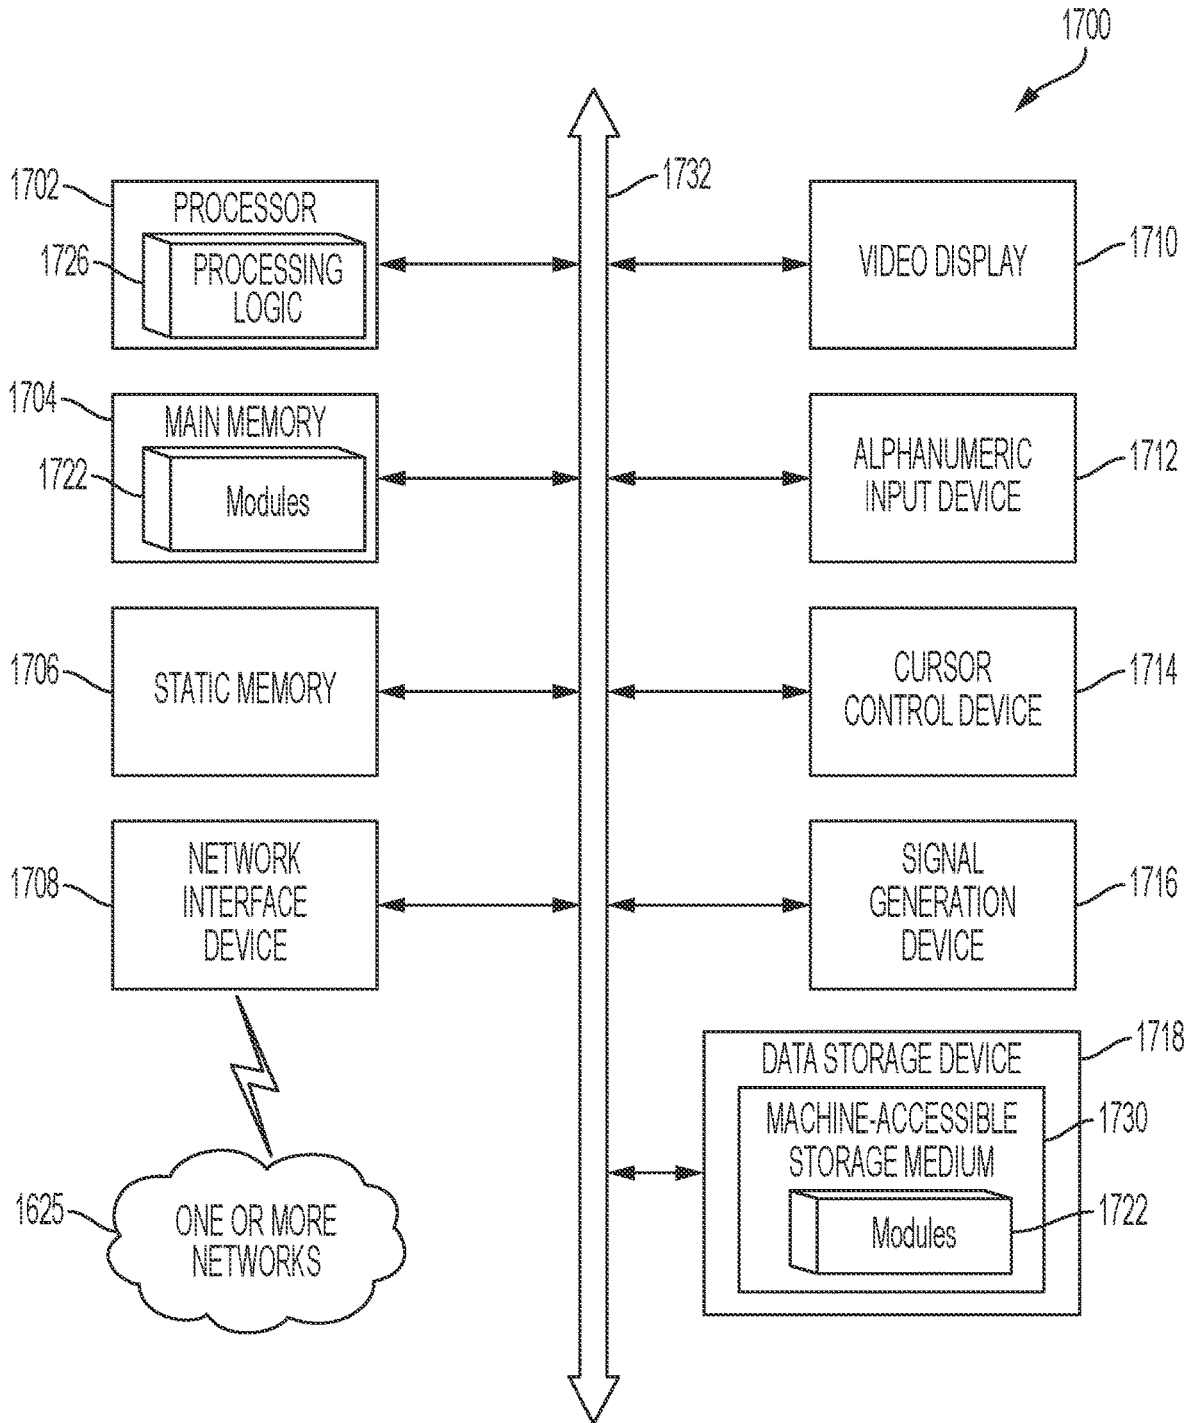 1700
1732
1702
PROCESSOR
1726
PROCESSING
LOGIC
VIDEO DISPLAY
1710
1704
MAIN MEMORY
1722
Modules
ALPHANUMERIC
INPUT DEVICE
1712
1706
STATIC MEMORY
CURSOR
CONTROL DEVICE
1714
1708
NETWORK
INTERFACE
DEVICE
SIGNAL
GENERATION
DEVICE
1716
1718
DATA STORAGE DEVICE
MACHINE-ACCESSIBLE
STORAGE MEDIUM
1730
Modules
1722
1625
ONE OR MORE
NETWORKS